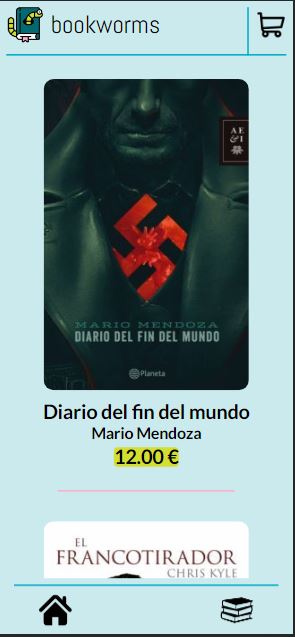 bookworms
AE
&I
MARIO MENDOZA
DIARIO DEL FIN DEL MUNDO
Planeta
Diario del fin del mundo
Mario Mendoza
12.00 €
EL
FRANCOTIRADOR
CHRIS KYLE